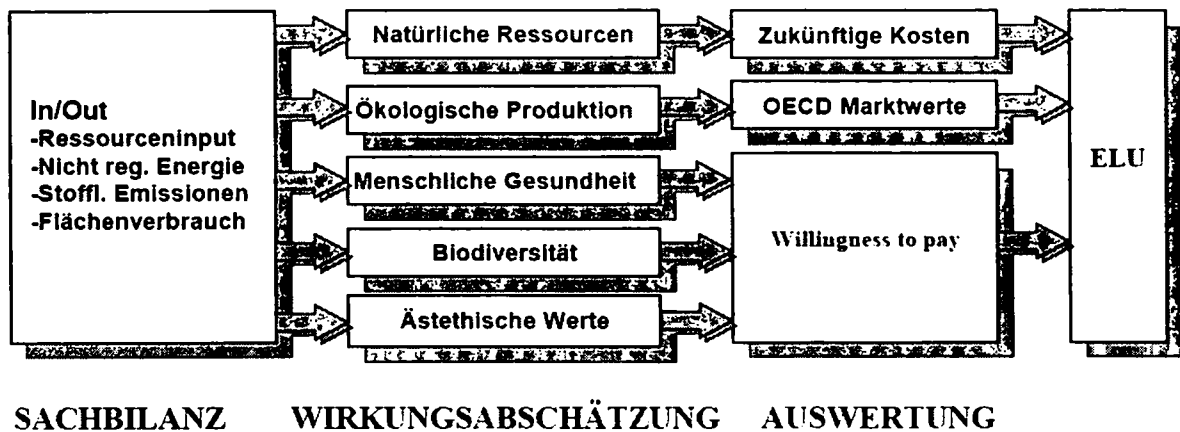 In/Out
-Ressourceninput
-Nicht reg. Energie
-Stoffl. Emissionen
-Flächenverbrauch
Natürliche Ressourcen
Ökologische Produktion
Menschliche Gesundheit
Biodiversität
Ästethische Werte
Zukünftige Kosten
OECD Marktwerte
Willingness to pay
ELU
SACHBILANZ WIRKUNGSABSCHÄTZUNG AUSWERTUNG